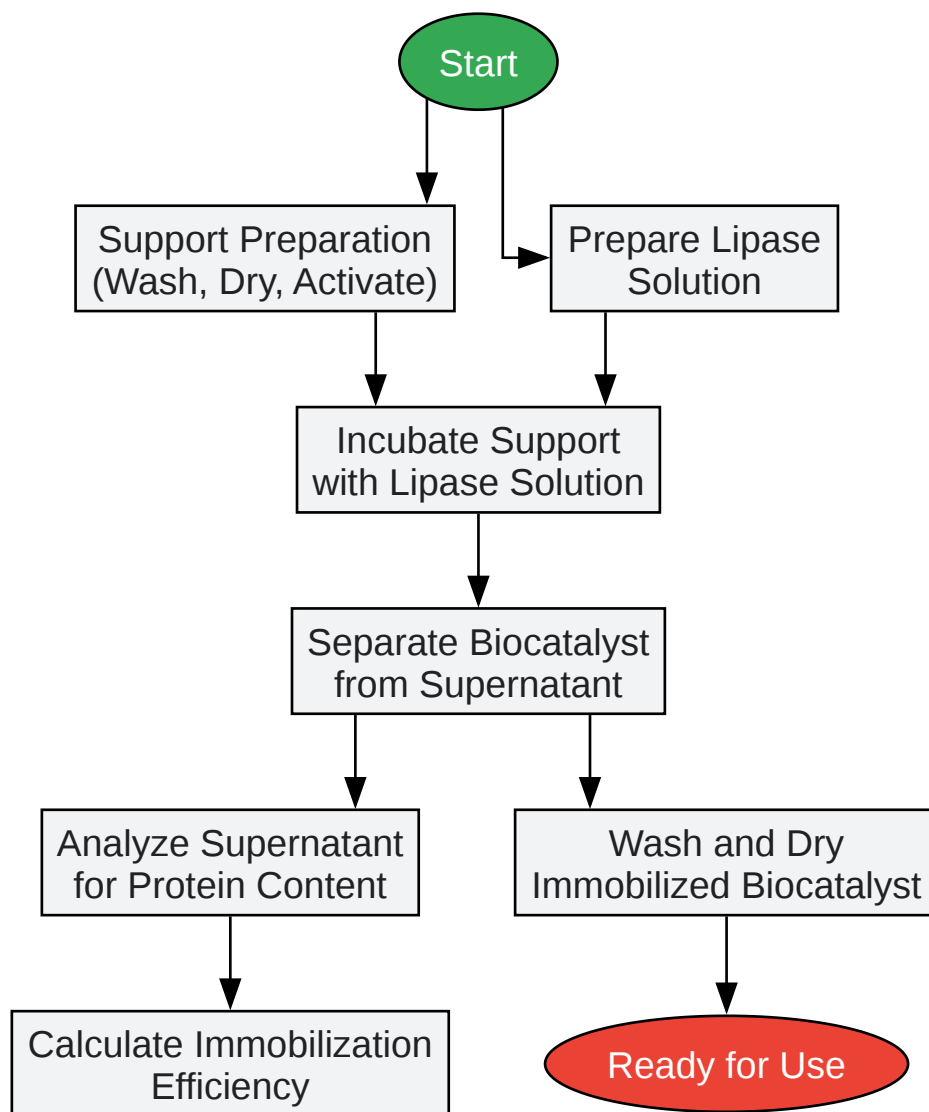 Start
Support Preparation
(Wash, Dry, Activate)
Prepare Lipase
Solution
Incubate Support
with Lipase Solution
Separate Biocatalyst
from Supernatant
Analyze Supernatant
for Protein Content
Wash and Dry
Immobilized Biocatalyst
Calculate Immobilization
Efficiency
Ready for Use